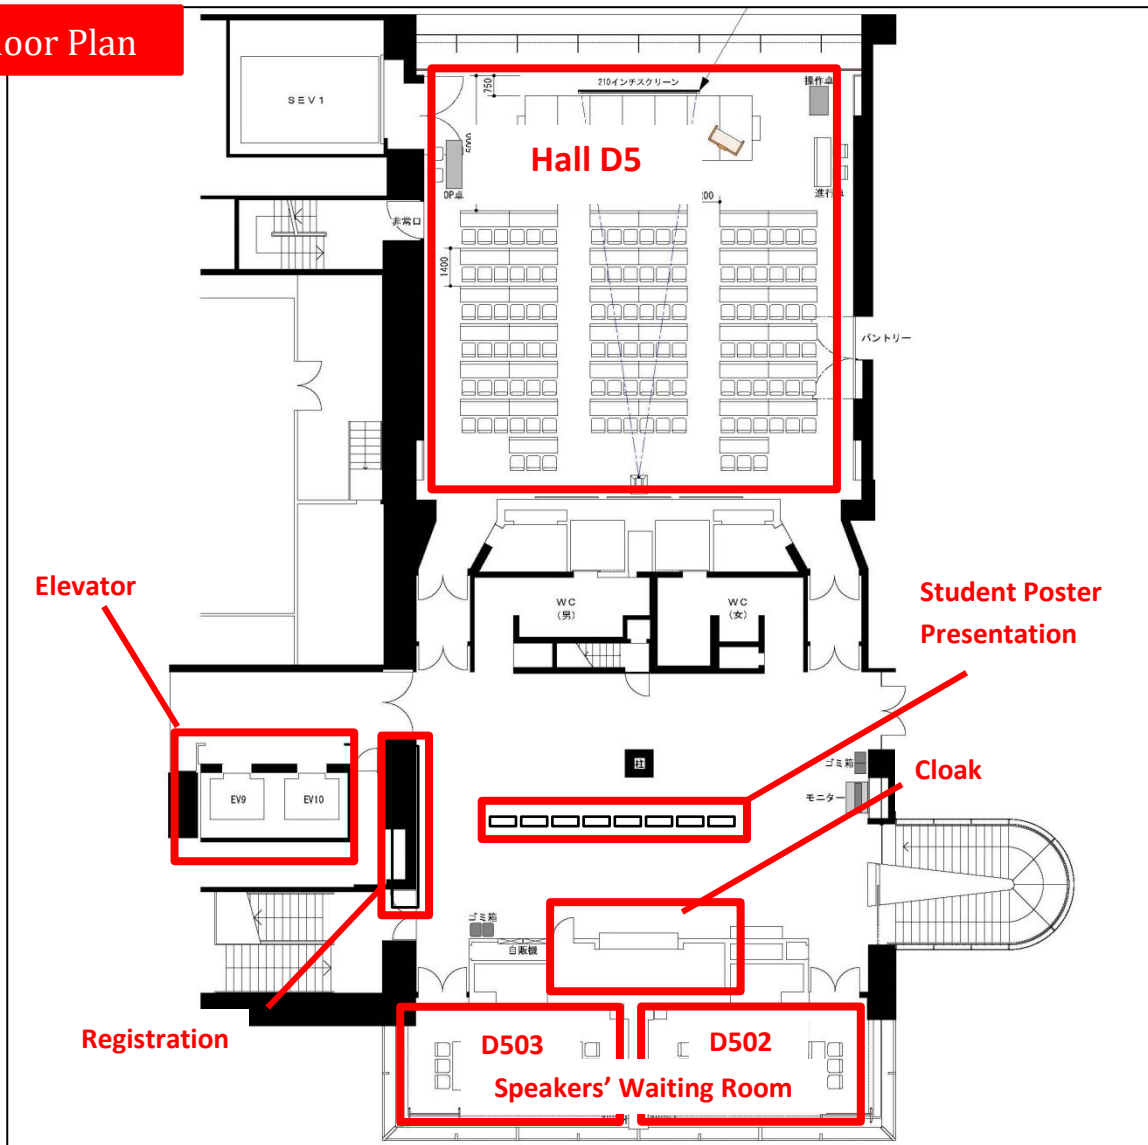 loor Plan
SEV1
750
210インチスクリーン
操作卓
5000
Hall D5
OP卓
進行卓
非常口
1400
パントリー
Elevator
WC
(男)
WC
(女)
Student Poster
Presentation
柱
ゴミ箱
Cloak
モニター
EV9
EV10
ゴミ箱
自販機
Registration
D503
D502
Speakers’ Waiting Room